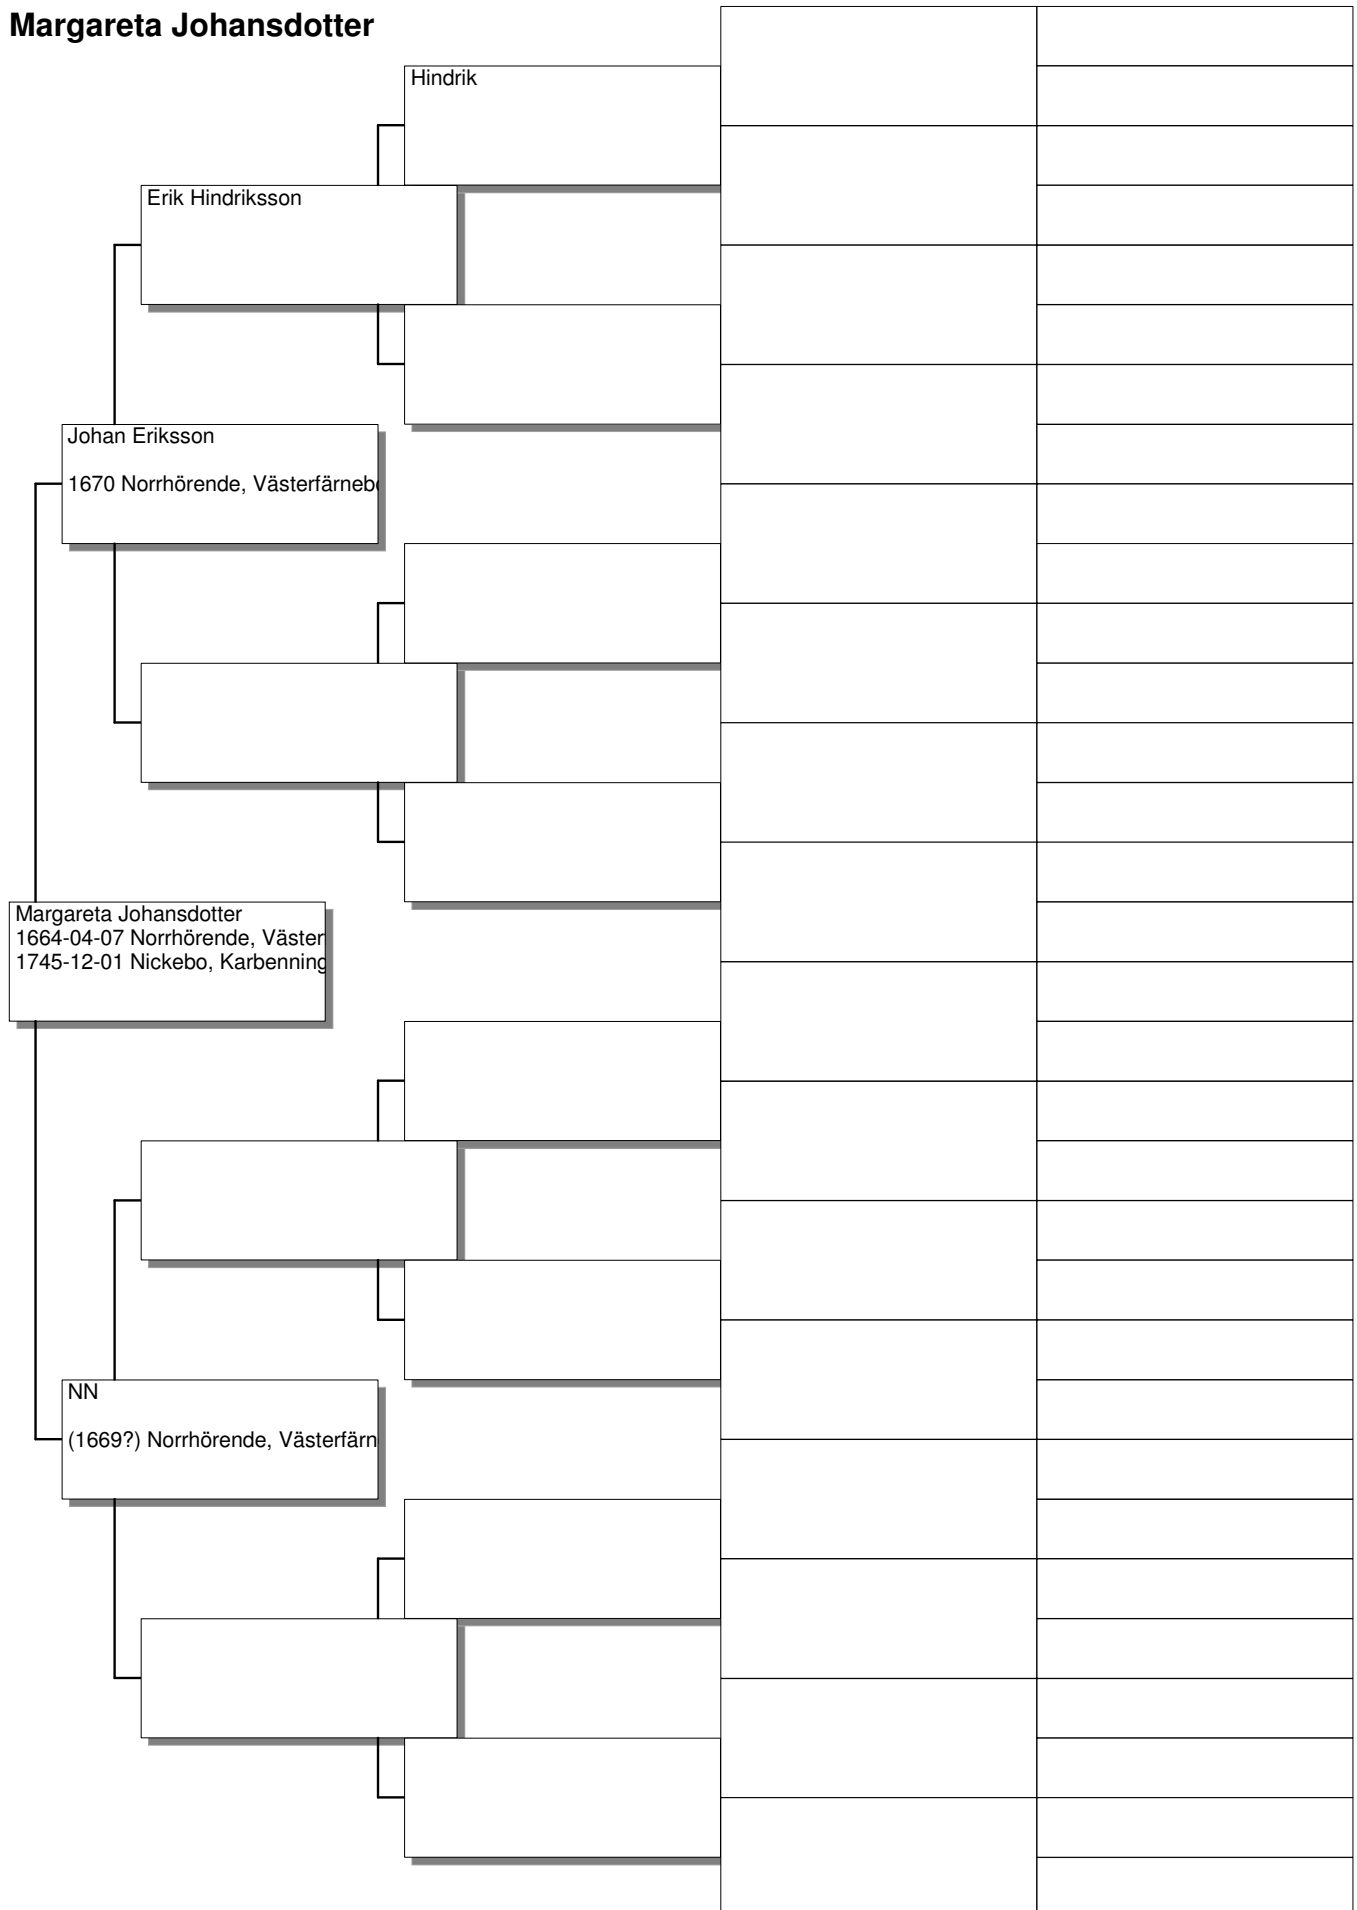 Margareta Johansdotter
Hindrik
Erik Hindriksson
Johan Eriksson
1670 Norrhörende, Västerfärnebo
Margareta Johansdotter
1664-04-07 Norrhörende, Väster
1745-12-01 Nickebo, Karbenning
NN
(1669?) Norrhörende, Västerfärn